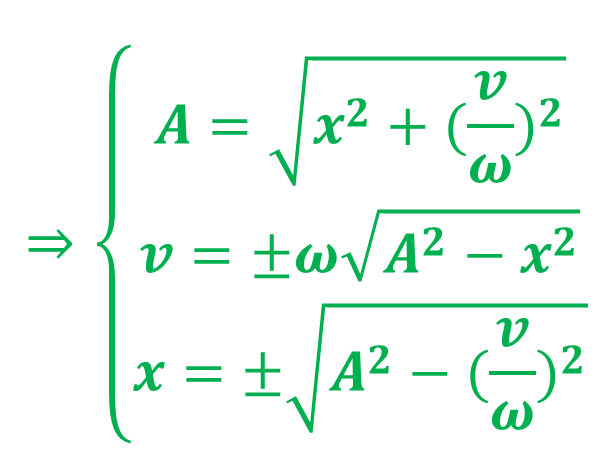 ⇒ { A = √(x² + (v/ω)²)
v = ±ω√(A² − x²)
x = ±√(A² − (v/ω)²)